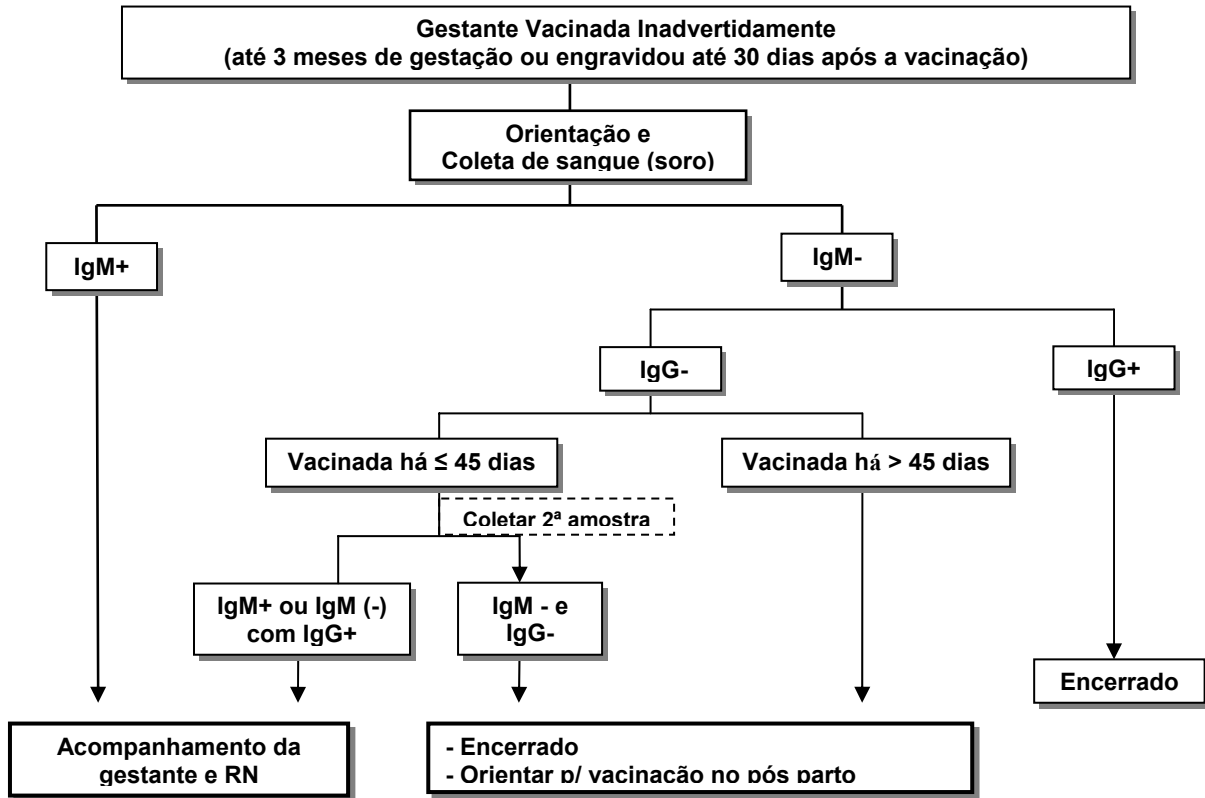 Gestante Vacinada Inadvertidamente
(até 3 meses de gestação ou engravidou até 30 dias após a vacinação)
Orientação e
Coleta de sangue (soro)
IgM+
IgM-
IgG-
IgG+
Vacinada há ≤ 45 dias
Vacinada há > 45 dias
Coletar 2ª amostra
IgM+ ou IgM (-)
com IgG+
IgM - e
IgG-
Encerrado
Acompanhamento da
gestante e RN
- Encerrado
- Orientar p/ vacinação no pós parto